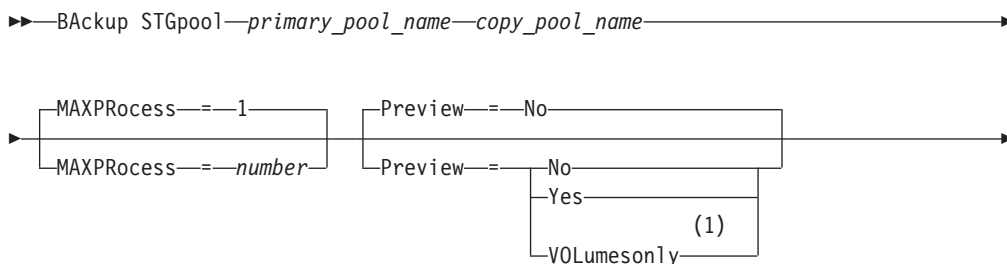 BAckup STGpool primary_pool_name copy_pool_name
MAXPRocess = 1 Preview = No
MAXPRocess = number Preview = No
Yes
(1)
VOLumesonly